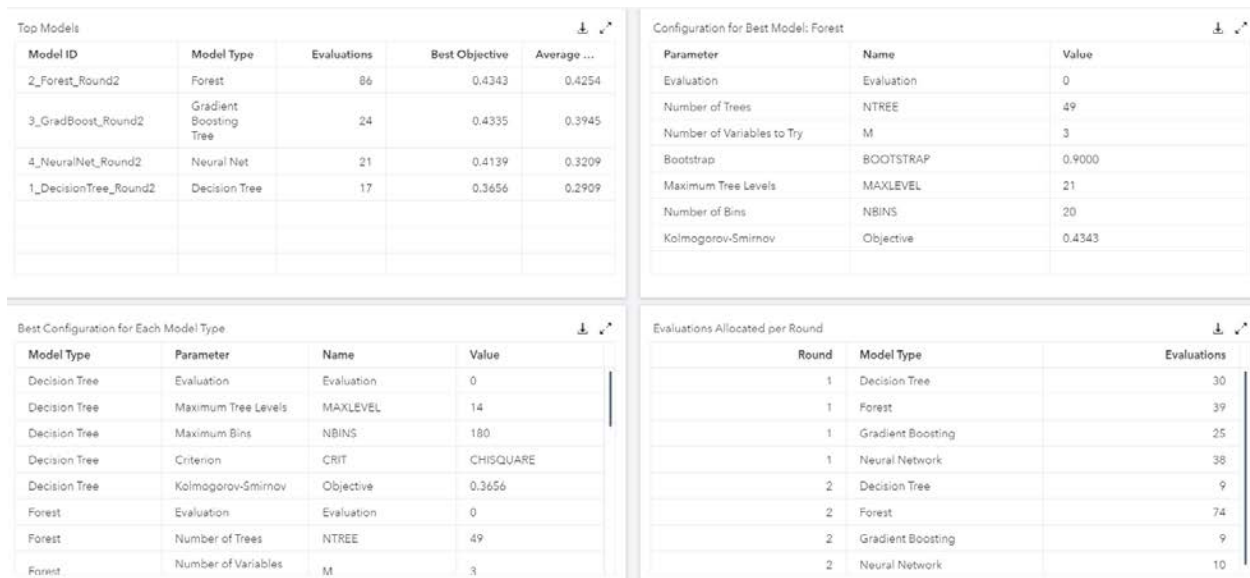 Top Models
Model ID Model Type Evaluations Best Objective Average ...
2_Forest_Round2 Forest 86 0.4343 0.4254
3_GradBoost_Round2 Gradient Boosting Tree 24 0.4335 0.3945
4_NeuralNet_Round2 Neural Net 21 0.4139 0.3209
1_DecisionTree_Round2 Decision Tree 17 0.3656 0.2909
Configuration for Best Model: Forest
Parameter Name Value
Evaluation Evaluation 0
Number of Trees NTREE 49
Number of Variables to Try M 3
Bootstrap BOOTSTRAP 0.9000
Maximum Tree Levels MAXLEVEL 21
Number of Bins NBINS 20
Kolmogorov-Smirnov Objective 0.4343
Best Configuration for Each Model Type
Model Type Parameter Name Value
Decision Tree Evaluation Evaluation 0
Decision Tree Maximum Tree Levels MAXLEVEL 14
Decision Tree Maximum Bins NBINS 180
Decision Tree Criterion CRIT CHISQUARE
Decision Tree Kolmogorov-Smirnov Objective 0.3656
Forest Evaluation Evaluation 0
Forest Number of Trees NTREE 49
Forest Number of Variables M 3
Evaluations Allocated per Round
Round Model Type Evaluations
1 Decision Tree 30
1 Forest 39
1 Gradient Boosting 25
1 Neural Network 38
2 Decision Tree 9
2 Forest 74
2 Gradient Boosting 9
2 Neural Network 10